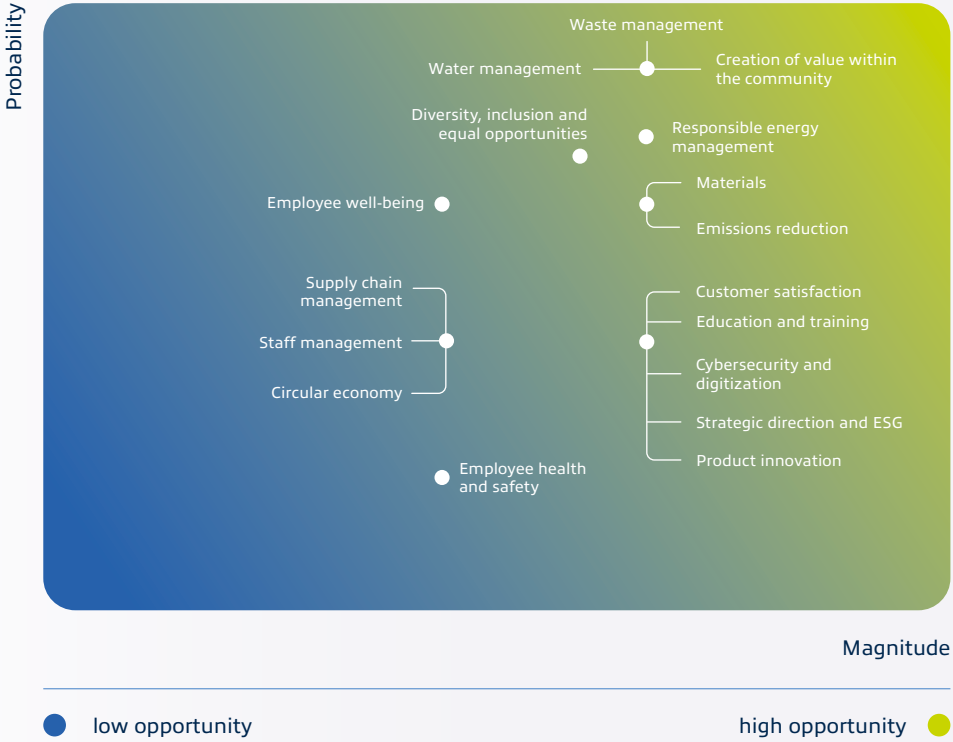 Probability
Waste management
Water management
Creation of value within
the community
Diversity, inclusion and
equal opportunities
Responsible energy
management
Materials
Employee well-being
Emissions reduction
Supply chain
management
Staff management
Circular economy
Customer satisfaction
Education and training
Cybersecurity and
digitization
Strategic direction and ESG
Product innovation
Employee health
and safety
Magnitude
low opportunity
high opportunity